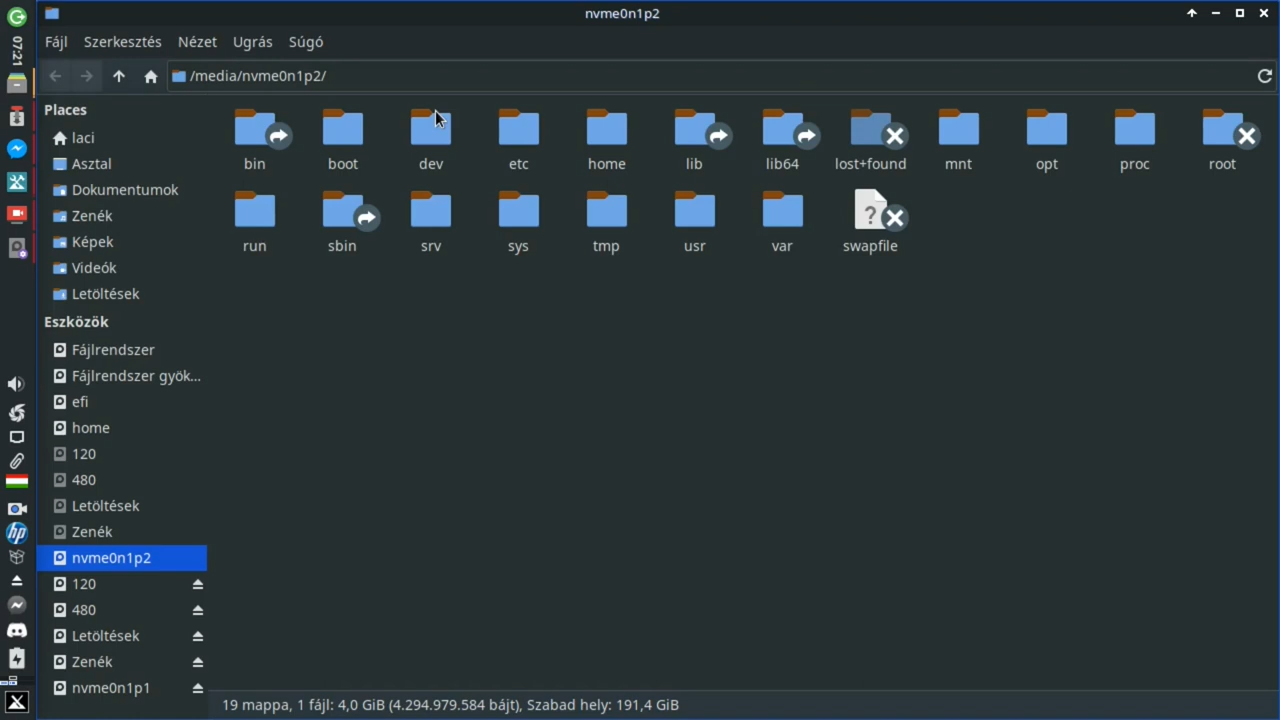 nvme0n1p2
07:21
Fájl Szerkesztés Nézet Ugrás Súgó
/media/nvme0n1p2/
Places
laci
Asztal
Dokumentumok
Zenék
Képek
Videók
Letöltések
Eszközök
Fájlrendszer
Fájlrendszer gyök...
efi
home
120
480
Letöltések
Zenék
nvme0n1p2
120
480
Letöltések
Zenék
nvme0n1p1
bin boot dev etc home lib lib64 lost+found mnt opt proc root
run sbin srv sys tmp usr var swapfile
?
hp
19 mappa, 1 fájl: 4,0 GiB (4.294.979.584 bájt), Szabad hely: 191,4 GiB